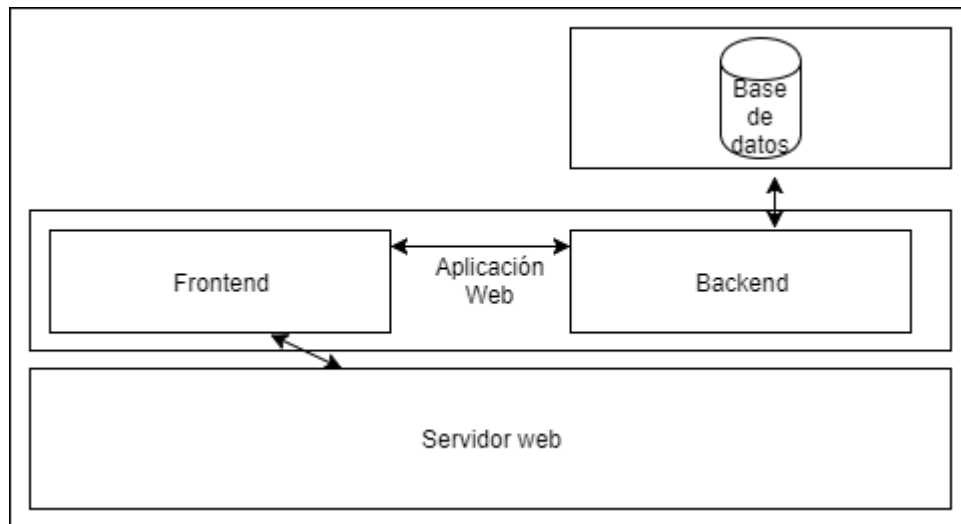 Base
de
datos
Frontend
Aplicación
Web
Backend
Servidor web